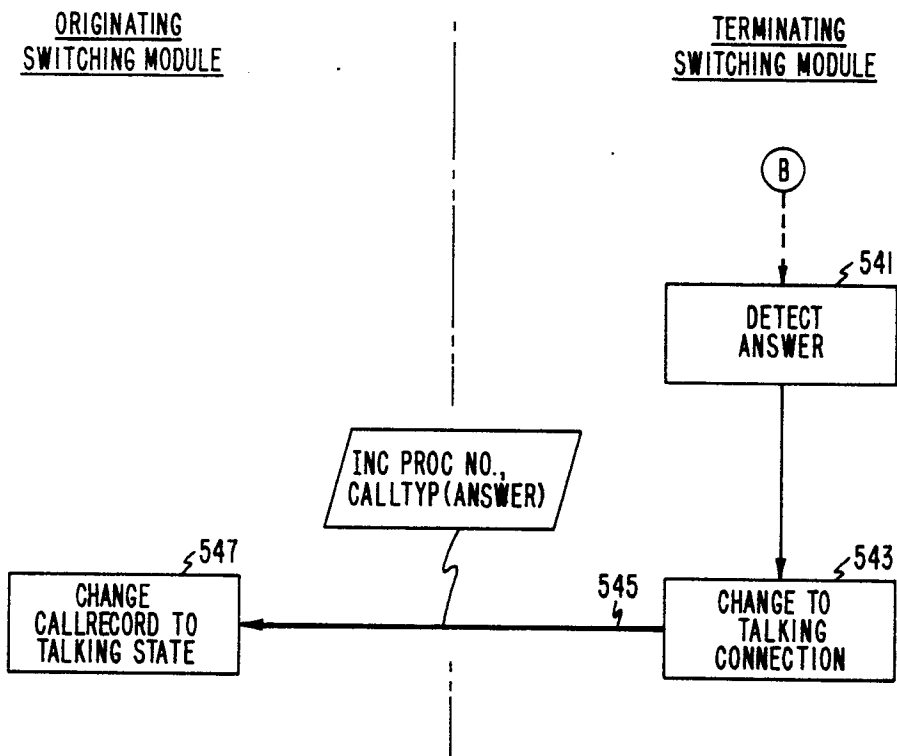 ORIGINATING
SWITCHING MODULE
TERMINATING
SWITCHING MODULE
B
541
DETECT
ANSWER
INC PROC NO.,
CALLTYP(ANSWER)
547
CHANGE
CALLRECORD TO
TALKING STATE
545
543
CHANGE TO
TALKING
CONNECTION